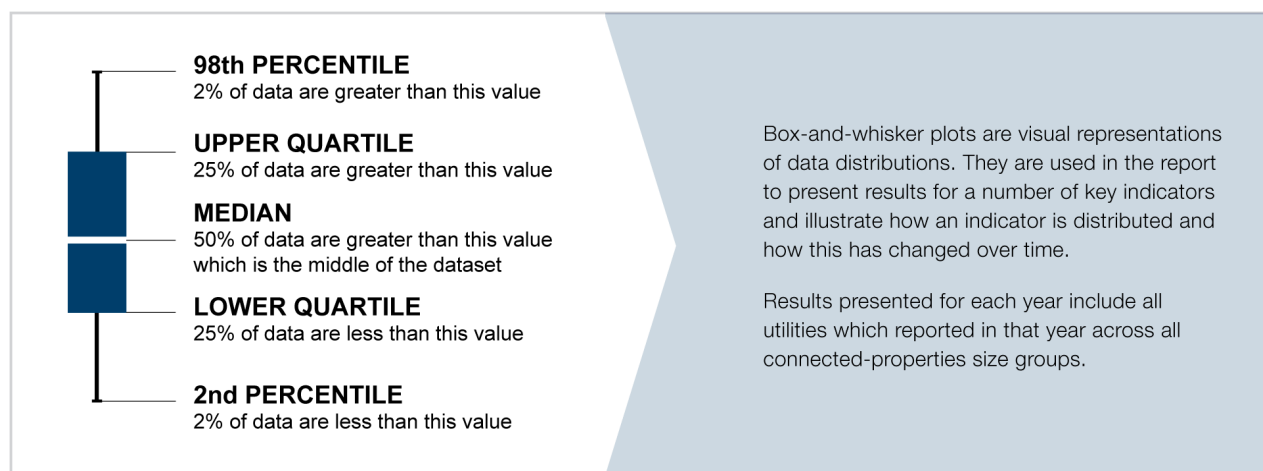 98th PERCENTILE
2% of data are greater than this value
UPPER QUARTILE
25% of data are greater than this value
MEDIAN
50% of data are greater than this value
which is the middle of the dataset
LOWER QUARTILE
25% of data are less than this value
2nd PERCENTILE
2% of data are less than this value
Box-and-whisker plots are visual representations
of data distributions. They are used in the report
to present results for a number of key indicators
and illustrate how an indicator is distributed and
how this has changed over time.
Results presented for each year include all
utilities which reported in that year across all
connected-properties size groups.